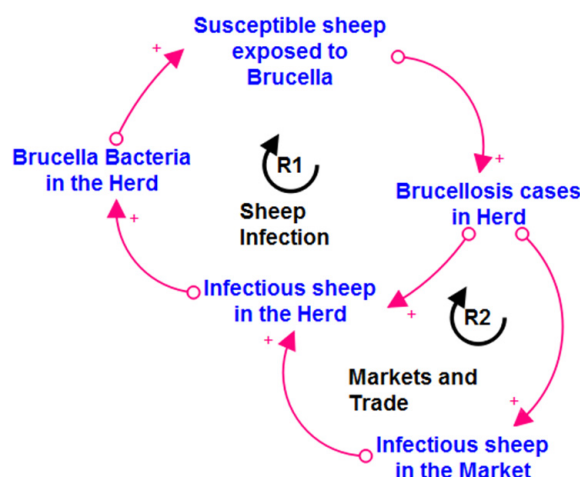 Susceptible sheep
exposed to
Brucella
+
Brucella Bacteria
in the Herd
R1
+
Brucellosis cases
in Herd
+
Sheep
Infection
Infectious sheep
in the Herd
+
R2
+
Markets and
Trade
+
Infectious sheep
in the Market